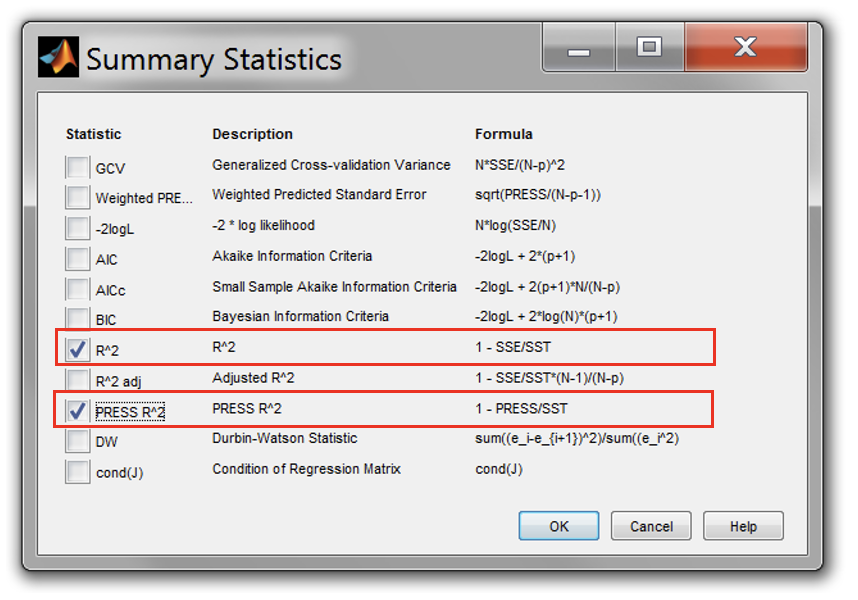 Summary Statistics
Statistic Description Formula
GCV Generalized Cross-validation Variance N*SSE/(N-p)^2
Weighted PRE... Weighted Predicted Standard Error sqrt(PRESS/(N-p-1))
-2logL -2 * log likelihood N*log(SSE/N)
AIC Akaike Information Criteria -2logL + 2*(p+1)
AICc Small Sample Akaike Information Criteria -2logL + 2(p+1)*N/(N-p)
BIC Bayesian Information Criteria -2logL + 2*log(N)*(p+1)
R^2 R^2 1 - SSE/SST
R^2 adj Adjusted R^2 1 - SSE/SST*(N-1)/(N-p)
PRESS R^2 PRESS R^2 1 - PRESS/SST
DW Durbin-Watson Statistic sum((e_i-e_{i+1})^2)/sum((e_i^2)
cond(J) Condition of Regression Matrix cond(J)
OK Cancel Help